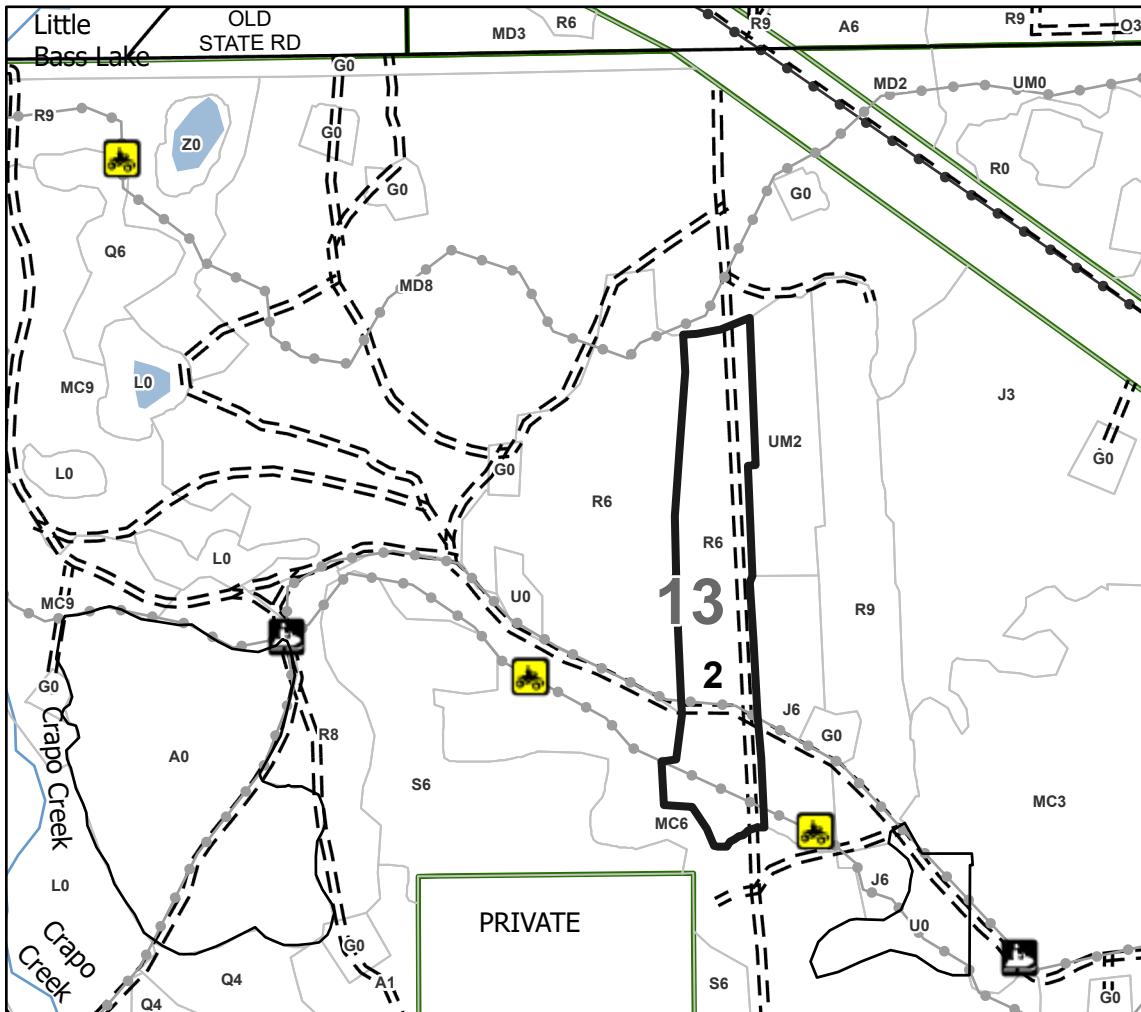 Little
Bass Lake
OLD
STATE RD
MD3
R6
R9
A6
R9
O3
G0
MD2
UM0
R9
Z0
G0
G0
R0
G0
Q6
MD8
MC9
L0
J3
UM2
L0
G0
G0
R6
R6
L0
U0
13
R9
MC9
2
G0
Crapo Creek
R8
J6
G0
A0
S6
MC3
MC6
L0
J6
U0
PRIVATE
Crapo
Creek
G0
Q4
A1
S6
Q4
G0